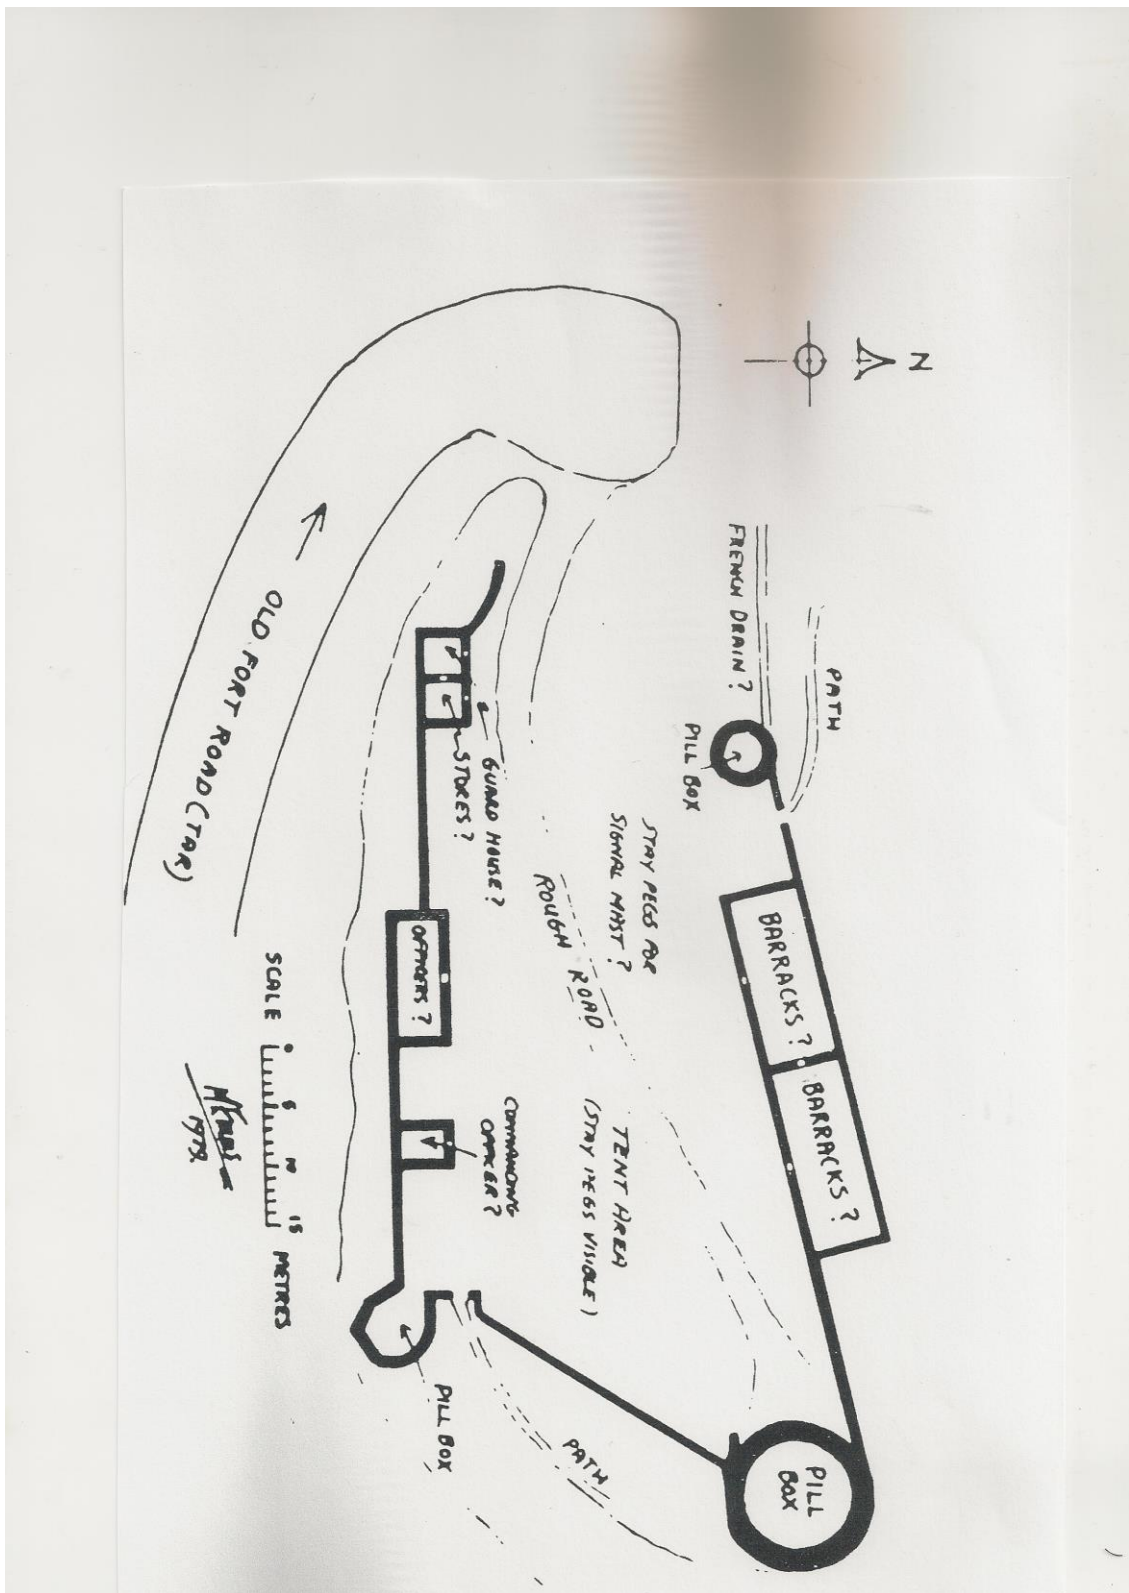 N
PATH
FRENCH DRAIN?
PILL BOX
BARRACKS?
BARRACKS?
PILL
BOX
STAY PEGS FOR
SIGNAL MAST?
ROUGH ROAD
TENT AREA
(STAY PEGS VISIBLE)
GUARD HOUSE?
STORES?
OFFICERS?
COMMANDING
OFFICER?
PILL BOX
PATH
OLD FORT ROAD (TAR)
SCALE 0 5 10 15 METRES
1972